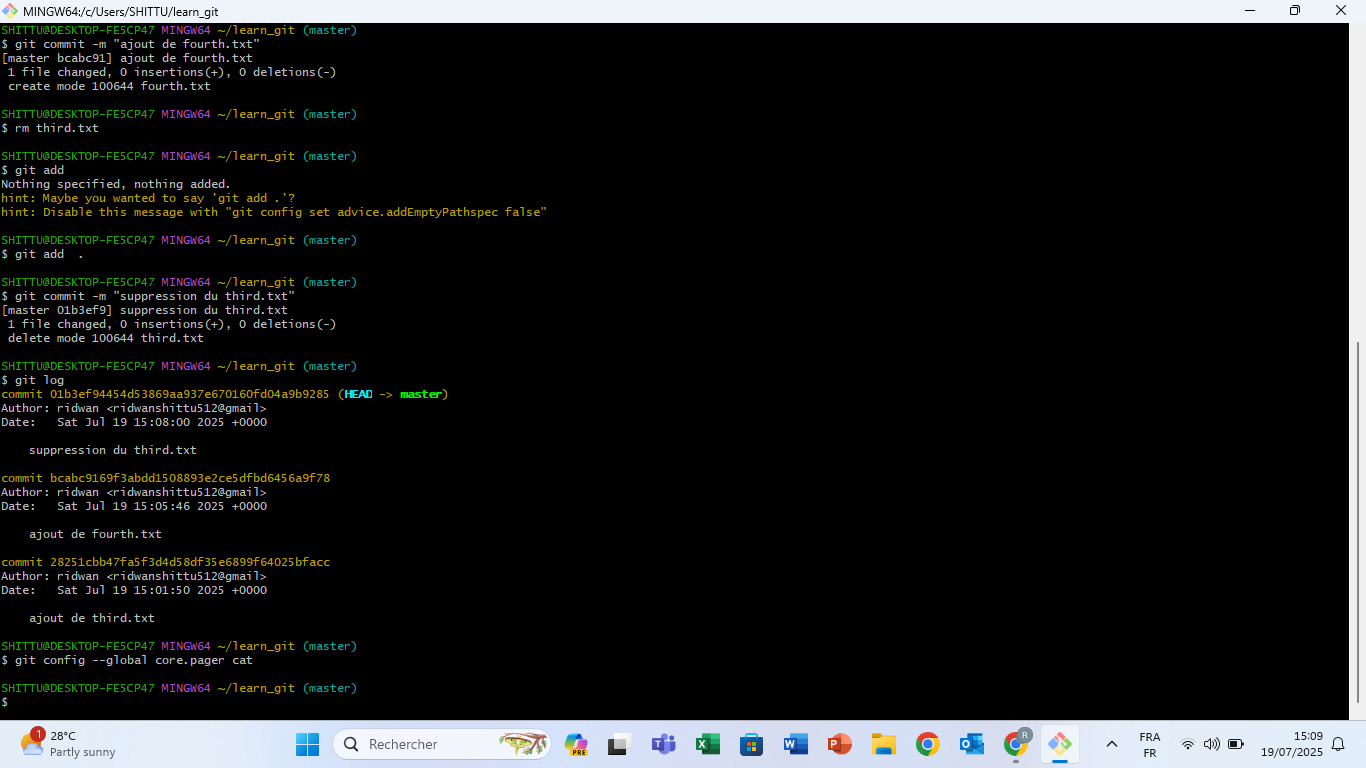 MINGW64:/c/Users/SHITTU/learn_git
SHITTU@DESKTOP-FE5CP47 MINGW64 ~/learn_git (master)
$ git commit -m "ajout de fourth.txt"
[master bcabc91] ajout de fourth.txt
 1 file changed, 0 insertions(+), 0 deletions(-)
 create mode 100644 fourth.txt

SHITTU@DESKTOP-FE5CP47 MINGW64 ~/learn_git (master)
$ rm third.txt

SHITTU@DESKTOP-FE5CP47 MINGW64 ~/learn_git (master)
$ git add
Nothing specified, nothing added.
hint: Maybe you wanted to say 'git add .'?
hint: Disable this message with "git config set advice.addEmptyPathspec false"

SHITTU@DESKTOP-FE5CP47 MINGW64 ~/learn_git (master)
$ git add  .

SHITTU@DESKTOP-FE5CP47 MINGW64 ~/learn_git (master)
$ git commit -m "suppression du third.txt"
[master 01b3ef9] suppression du third.txt
 1 file changed, 0 insertions(+), 0 deletions(-)
 delete mode 100644 third.txt

SHITTU@DESKTOP-FE5CP47 MINGW64 ~/learn_git (master)
$ git log
commit 01b3ef94454d53869aa937e670160fd04a9b9285 (HEAD -> master)
Author: ridwan <ridwanshittu512@gmail>
Date:   Sat Jul 19 15:08:00 2025 +0000

    suppression du third.txt

commit bcabc9169f3abdd1508893e2ce5dfbd6456a9f78
Author: ridwan <ridwanshittu512@gmail>
Date:   Sat Jul 19 15:05:46 2025 +0000

    ajout de fourth.txt

commit 28251cbb47fa5f3d4d58df35e6899f64025bfacc
Author: ridwan <ridwanshittu512@gmail>
Date:   Sat Jul 19 15:01:50 2025 +0000

    ajout de third.txt

SHITTU@DESKTOP-FE5CP47 MINGW64 ~/learn_git (master)
$ git config --global core.pager cat

SHITTU@DESKTOP-FE5CP47 MINGW64 ~/learn_git (master)
$
1
28°C
Partly sunny
Rechercher
PRE
R
FRA
FR
15:09
19/07/2025